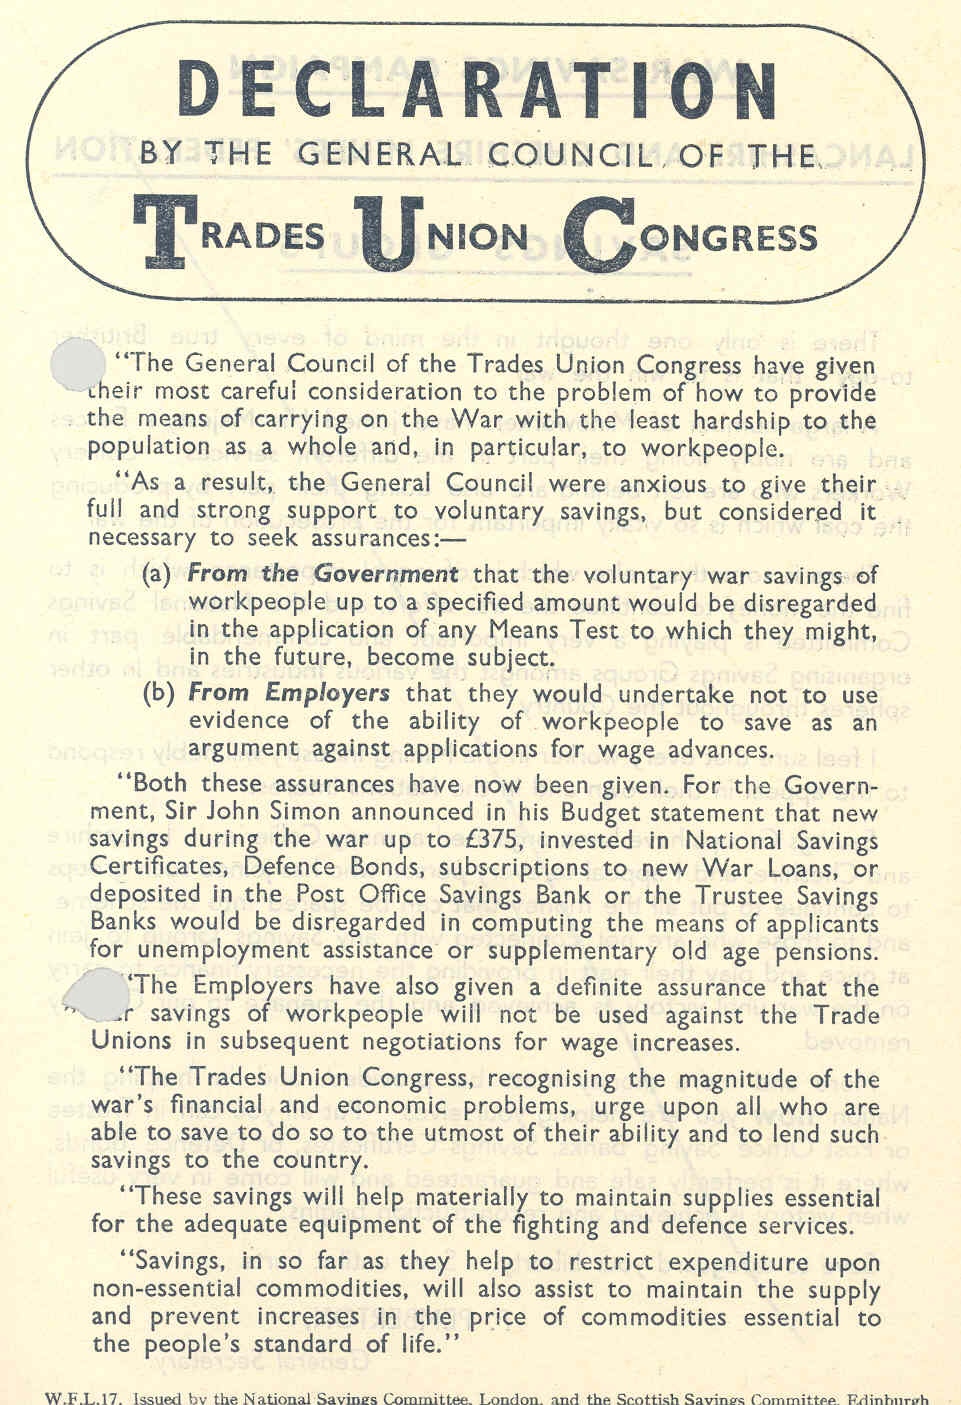 DECLARATION
BY THE GENERAL COUNCIL OF THE
TRADES UNION CONGRESS
“The General Council of the Trades Union Congress have given
their most careful consideration to the problem of how to provide
the means of carrying on the War with the least hardship to the
population as a whole and, in particular, to workpeople.
“As a result, the General Council were anxious to give their
full and strong support to voluntary savings, but considered it
necessary to seek assurances:—
(a) From the Government that the voluntary war savings of
workpeople up to a specified amount would be disregarded
in the application of any Means Test to which they might,
in the future, become subject.
(b) From Employers that they would undertake not to use
evidence of the ability of workpeople to save as an
argument against applications for wage advances.
“Both these assurances have now been given. For the Govern-
ment, Sir John Simon announced in his Budget statement that new
savings during the war up to £375, invested in National Savings
Certificates, Defence Bonds, subscriptions to new War Loans, or
deposited in the Post Office Savings Bank or the Trustee Savings
Banks would be disregarded in computing the means of applicants
for unemployment assistance or supplementary old age pensions.
“The Employers have also given a definite assurance that the
savings of workpeople will not be used against the Trade
Unions in subsequent negotiations for wage increases.
“The Trades Union Congress, recognising the magnitude of the
war's financial and economic problems, urge upon all who are
able to save to do so to the utmost of their ability and to lend such
savings to the country.
“These savings will help materially to maintain supplies essential
for the adequate equipment of the fighting and defence services.
“Savings, in so far as they help to restrict expenditure upon
non-essential commodities, will also assist to maintain the supply
and prevent increases in the price of commodities essential to
the people's standard of life.”
W.F.L.17. Issued by the National Savings Committee, London, and the Scottish Savings Committee, Edinburgh